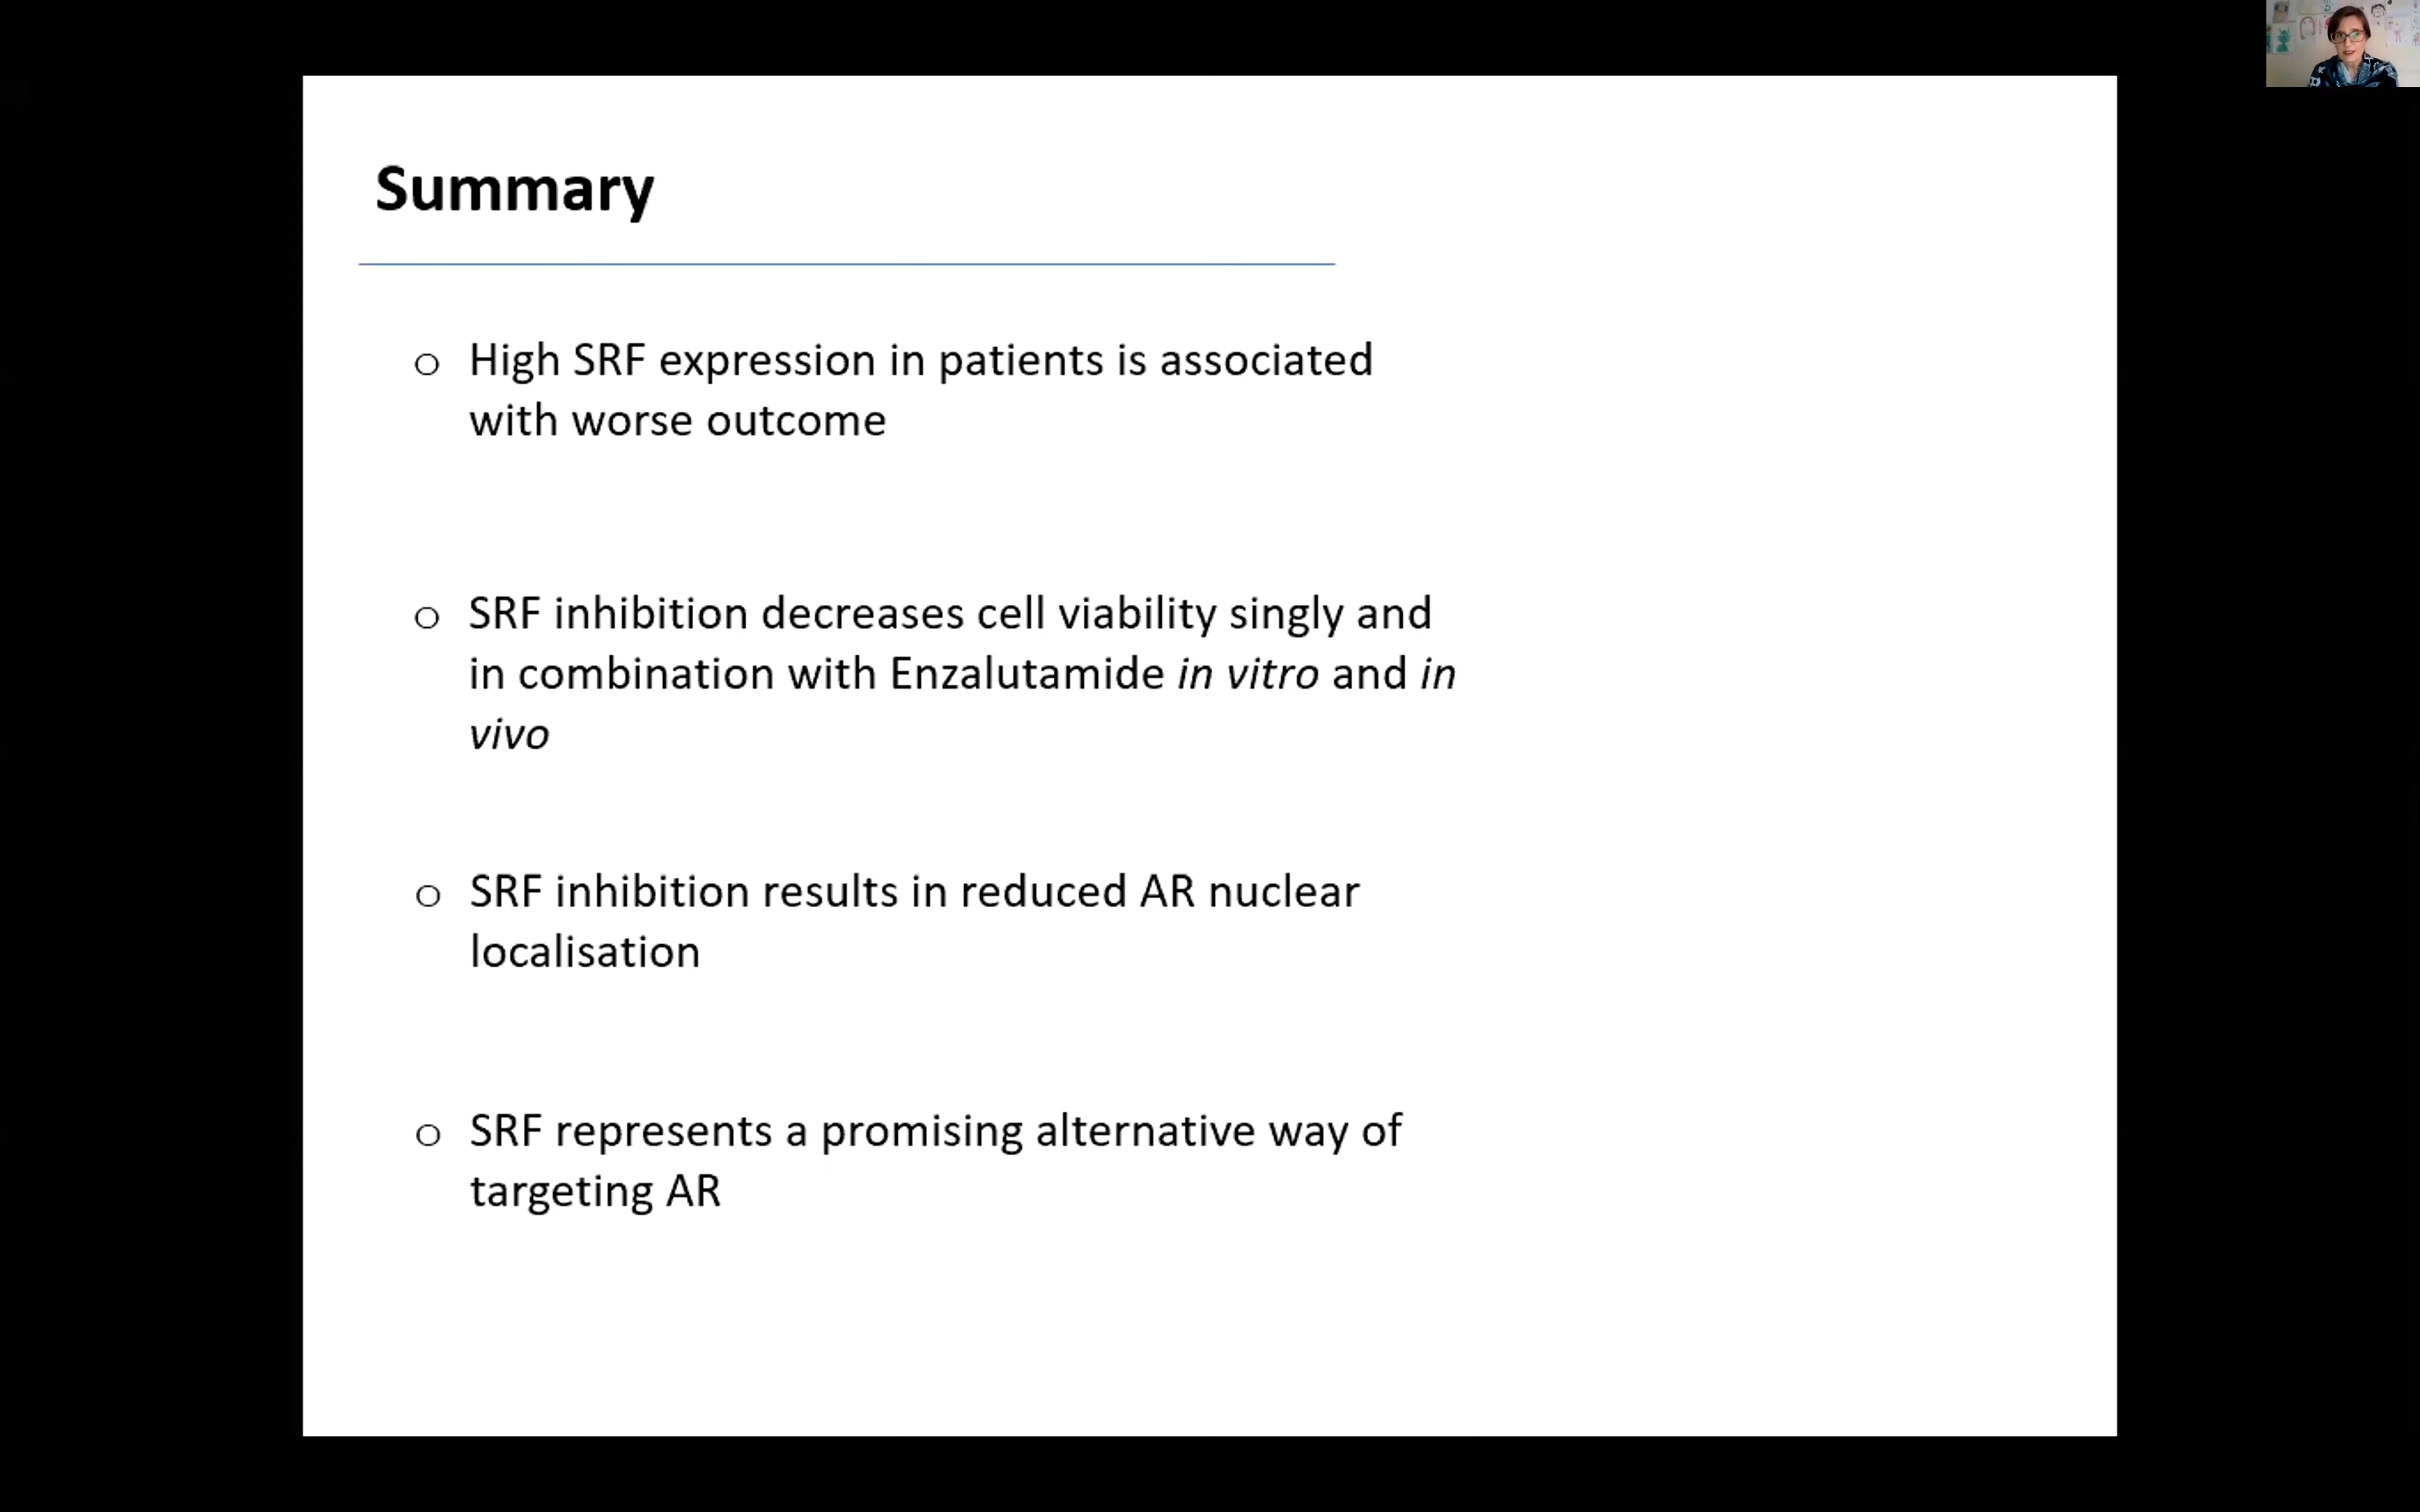 Summary
o High SRF expression in patients is associated
with worse outcome
o SRF inhibition decreases cell viability singly and
in combination with Enzalutamide in vitro and in
vivo
o SRF inhibition results in reduced AR nuclear
localisation
o SRF represents a promising alternative way of
targeting AR